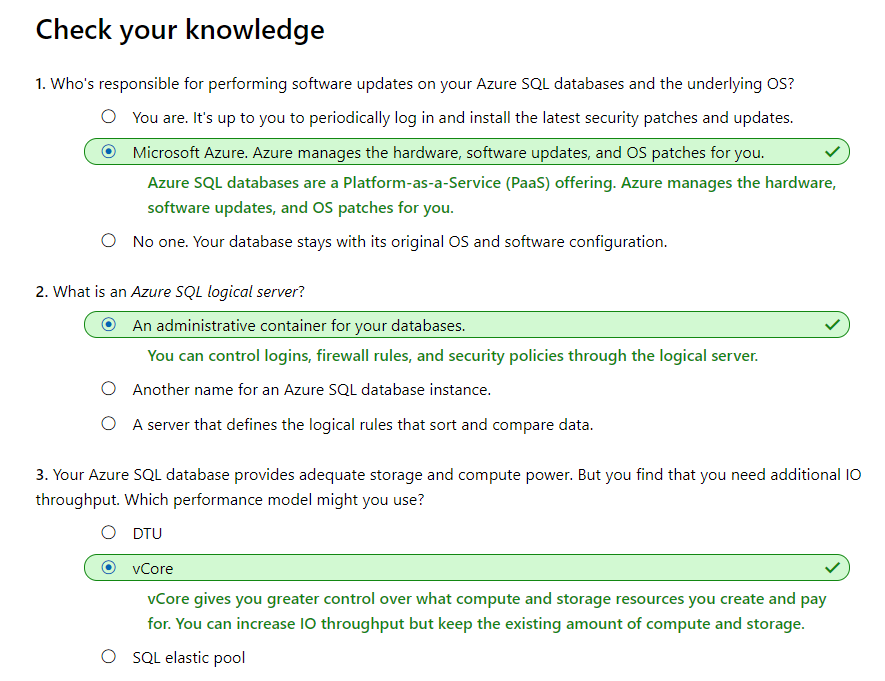 Check your knowledge
1. Who's responsible for performing software updates on your Azure SQL databases and the underlying OS?
You are. It's up to you to periodically log in and install the latest security patches and updates.
Microsoft Azure. Azure manages the hardware, software updates, and OS patches for you.
Azure SQL databases are a Platform-as-a-Service (PaaS) offering. Azure manages the hardware,
software updates, and OS patches for you.
No one. Your database stays with its original OS and software configuration.
2. What is an Azure SQL logical server?
An administrative container for your databases.
You can control logins, firewall rules, and security policies through the logical server.
Another name for an Azure SQL database instance.
A server that defines the logical rules that sort and compare data.
3. Your Azure SQL database provides adequate storage and compute power. But you find that you need additional IO
throughput. Which performance model might you use?
DTU
vCore
vCore gives you greater control over what compute and storage resources you create and pay
for. You can increase IO throughput but keep the existing amount of compute and storage.
SQL elastic pool